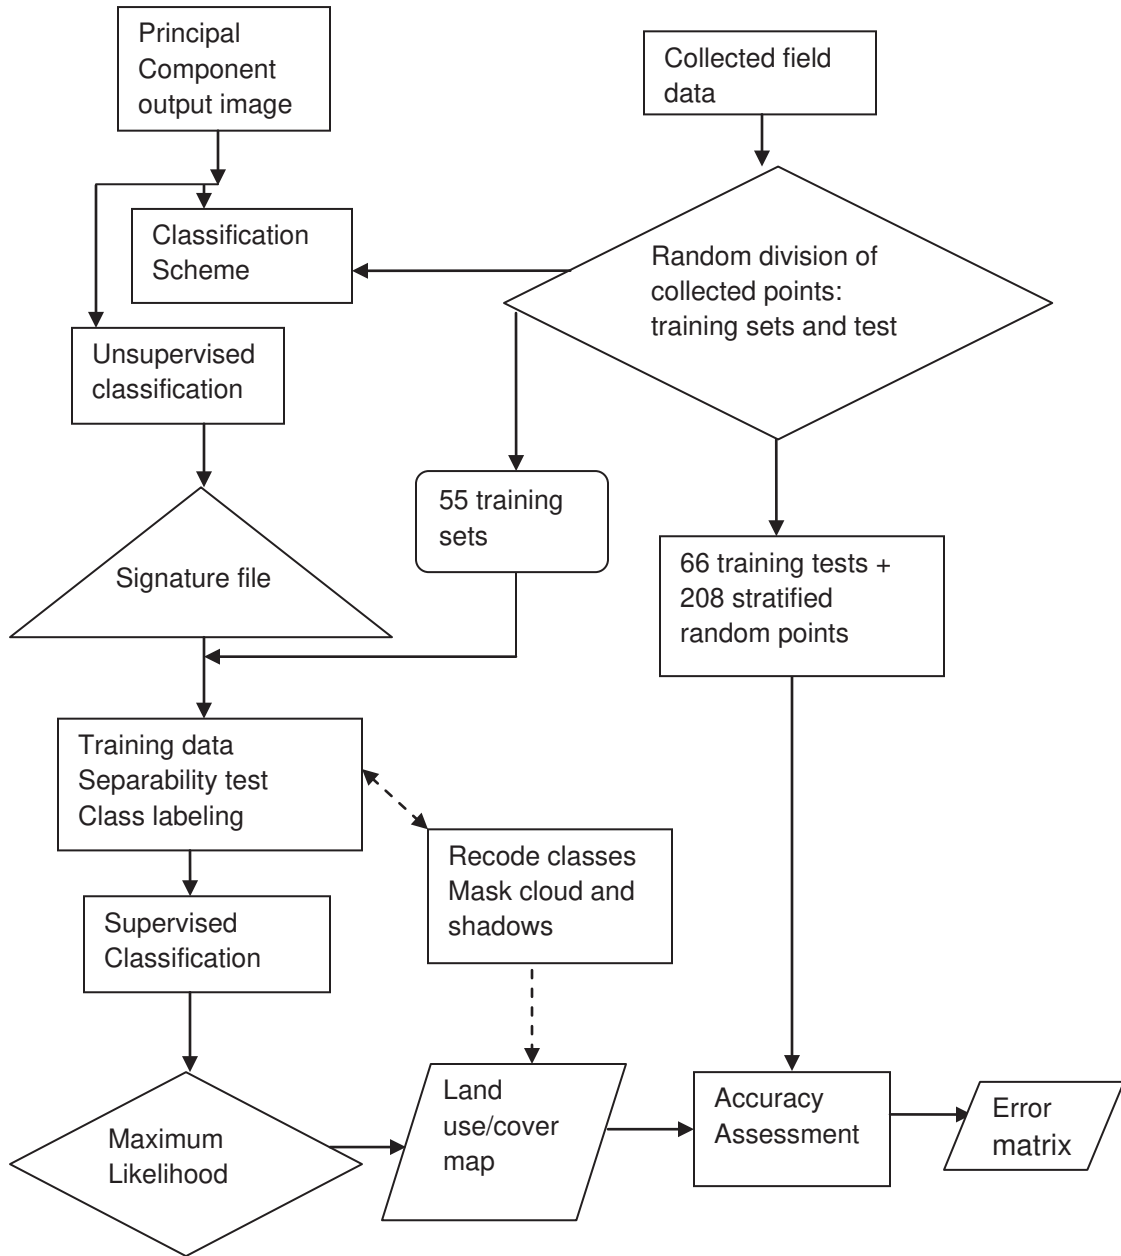 Principal
Component
output image
Collected field
data
Classification
Scheme
Random division of
collected points:
training sets and test
Unsupervised
classification
55 training
sets
Signature file
66 training tests +
208 stratified
random points
Training data
Separability test
Class labeling
Recode classes
Mask cloud and
shadows
Supervised
Classification
Maximum
Likelihood
Land
use/cover
map
Accuracy
Assessment
Error
matrix